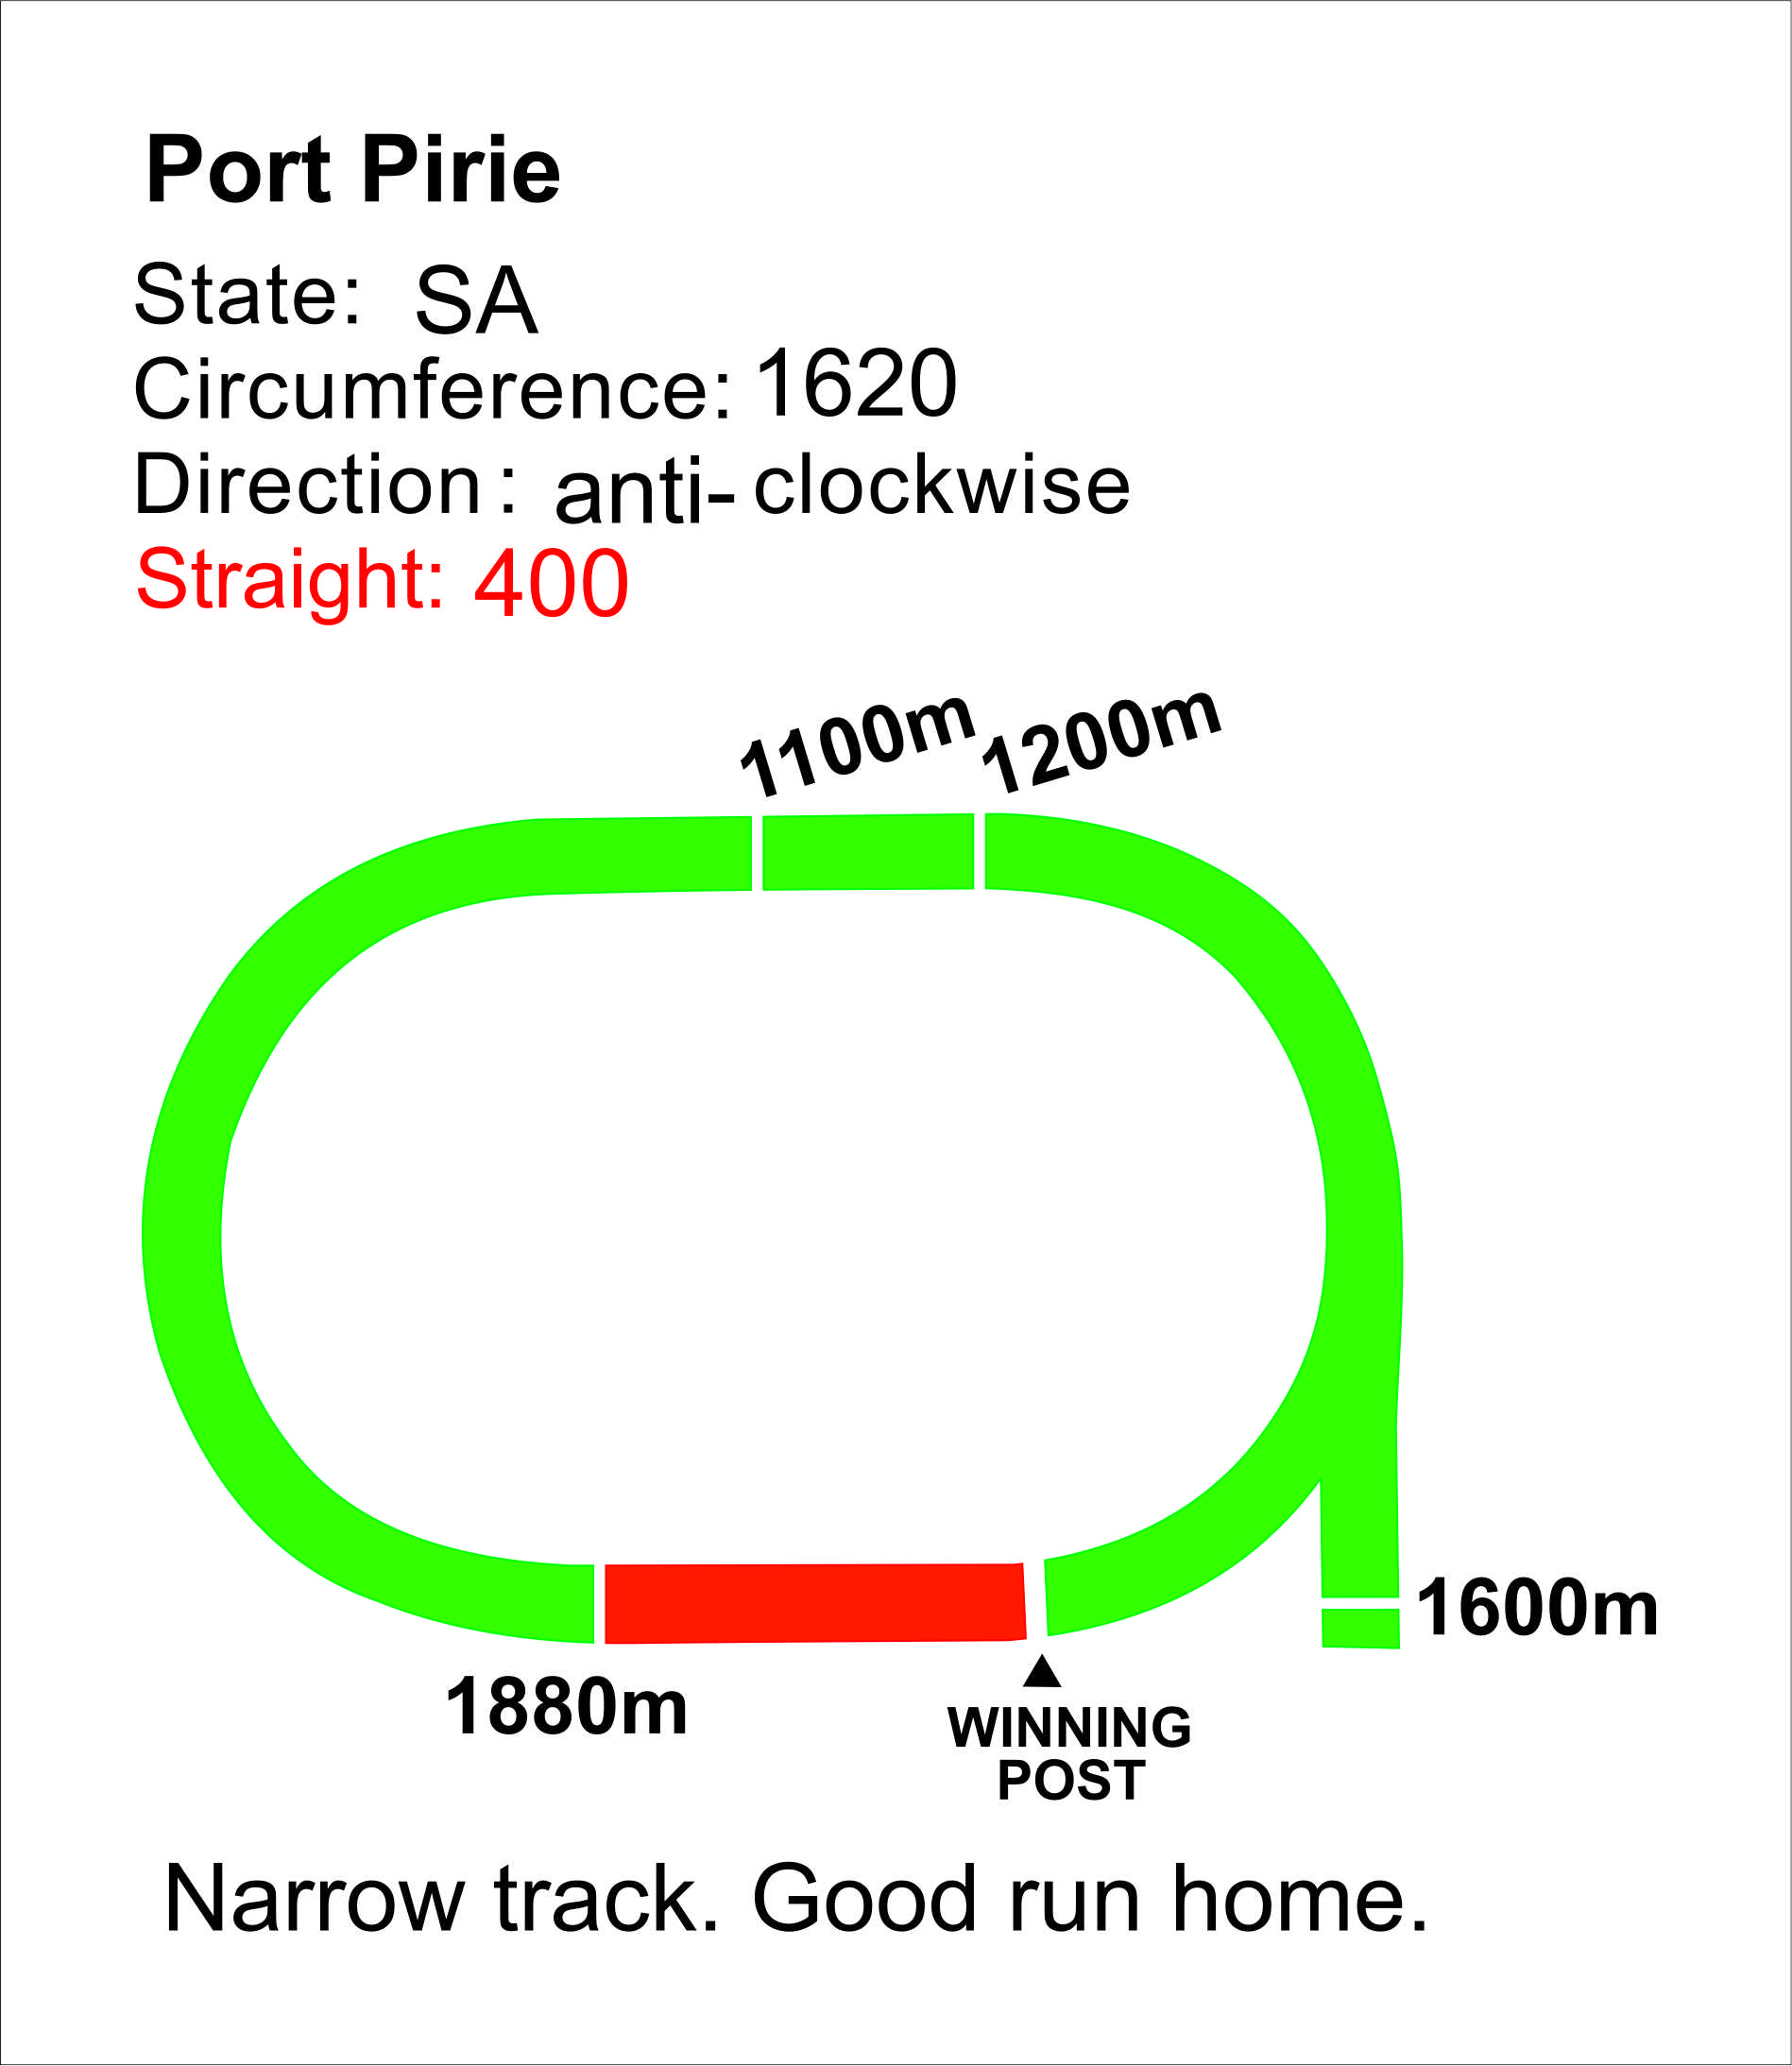 Port Pirie
State: SA
Circumference: 1620
Direction : anti- clockwise
Straight: 400
1100m
1200m
1600m
1880m
WINNING
POST
Narrow track. Good run home.